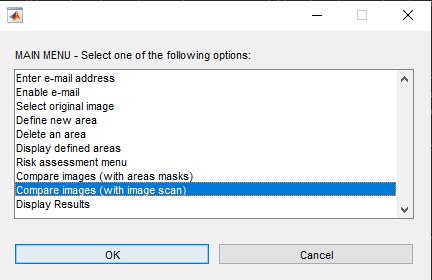 MAIN MENU - Select one of the following options:
Enter e-mail address
Enable e-mail
Select original image
Define new area
Delete an area
Display defined areas
Risk assessment menu
Compare images (with areas masks)
Compare images (with image scan)
Display Results
OK
Cancel